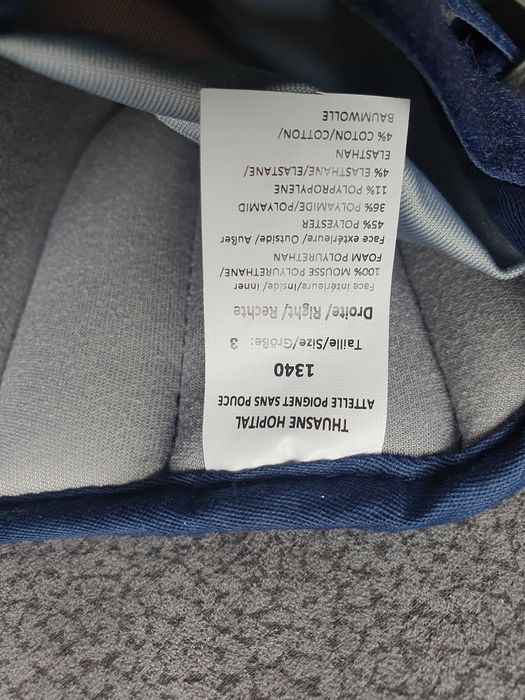 THUASNE HOPITAL
ATTELLE POIGNET SANS POUCE
1340
Taille/Size/Größe: 3
Droite/ Right/ Rechte
Face intérieure/Inside/ inner
100% MOUSSE POLYURETHANE/
FOAM POLYURETHAN
Face extérieure/ Outside/ Außer
45% POLYESTER
36% POLYAMIDE/POLYAMID
11% POLYPROPYLENE
4% ELASTHANE/ELASTANE/
ELASTHAN
4% COTON/COTTON/
BAUMWOLLE